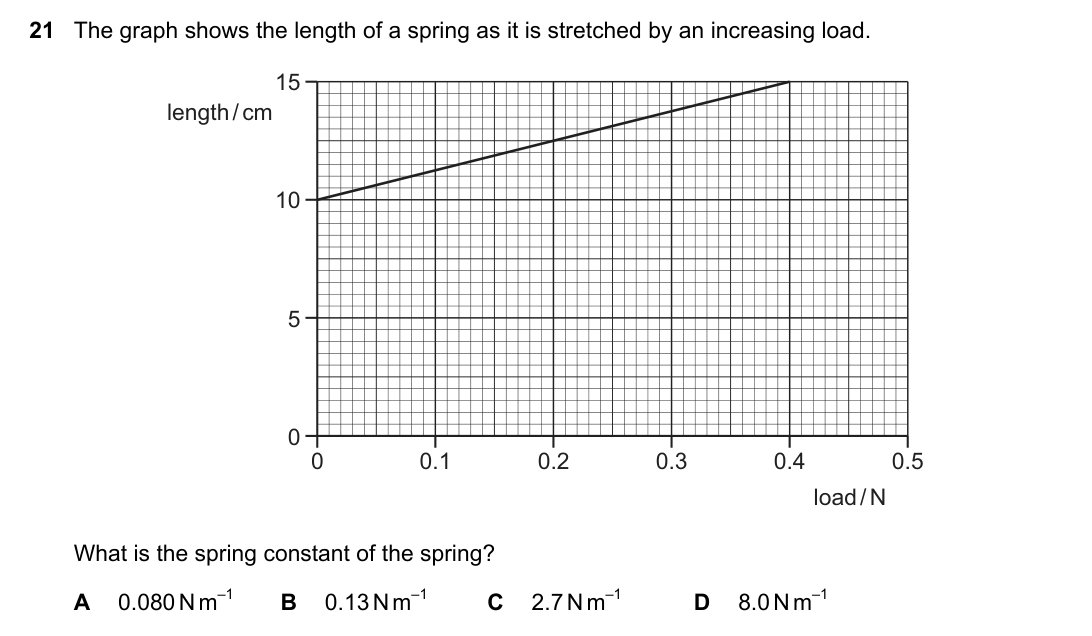 21 The graph shows the length of a spring as it is stretched by an increasing load.
15
length / cm
10
5
0
0 0.1 0.2 0.3 0.4 0.5
load / N
What is the spring constant of the spring?
A 0.080 N m⁻¹ B 0.13 N m⁻¹ C 2.7 N m⁻¹ D 8.0 N m⁻¹